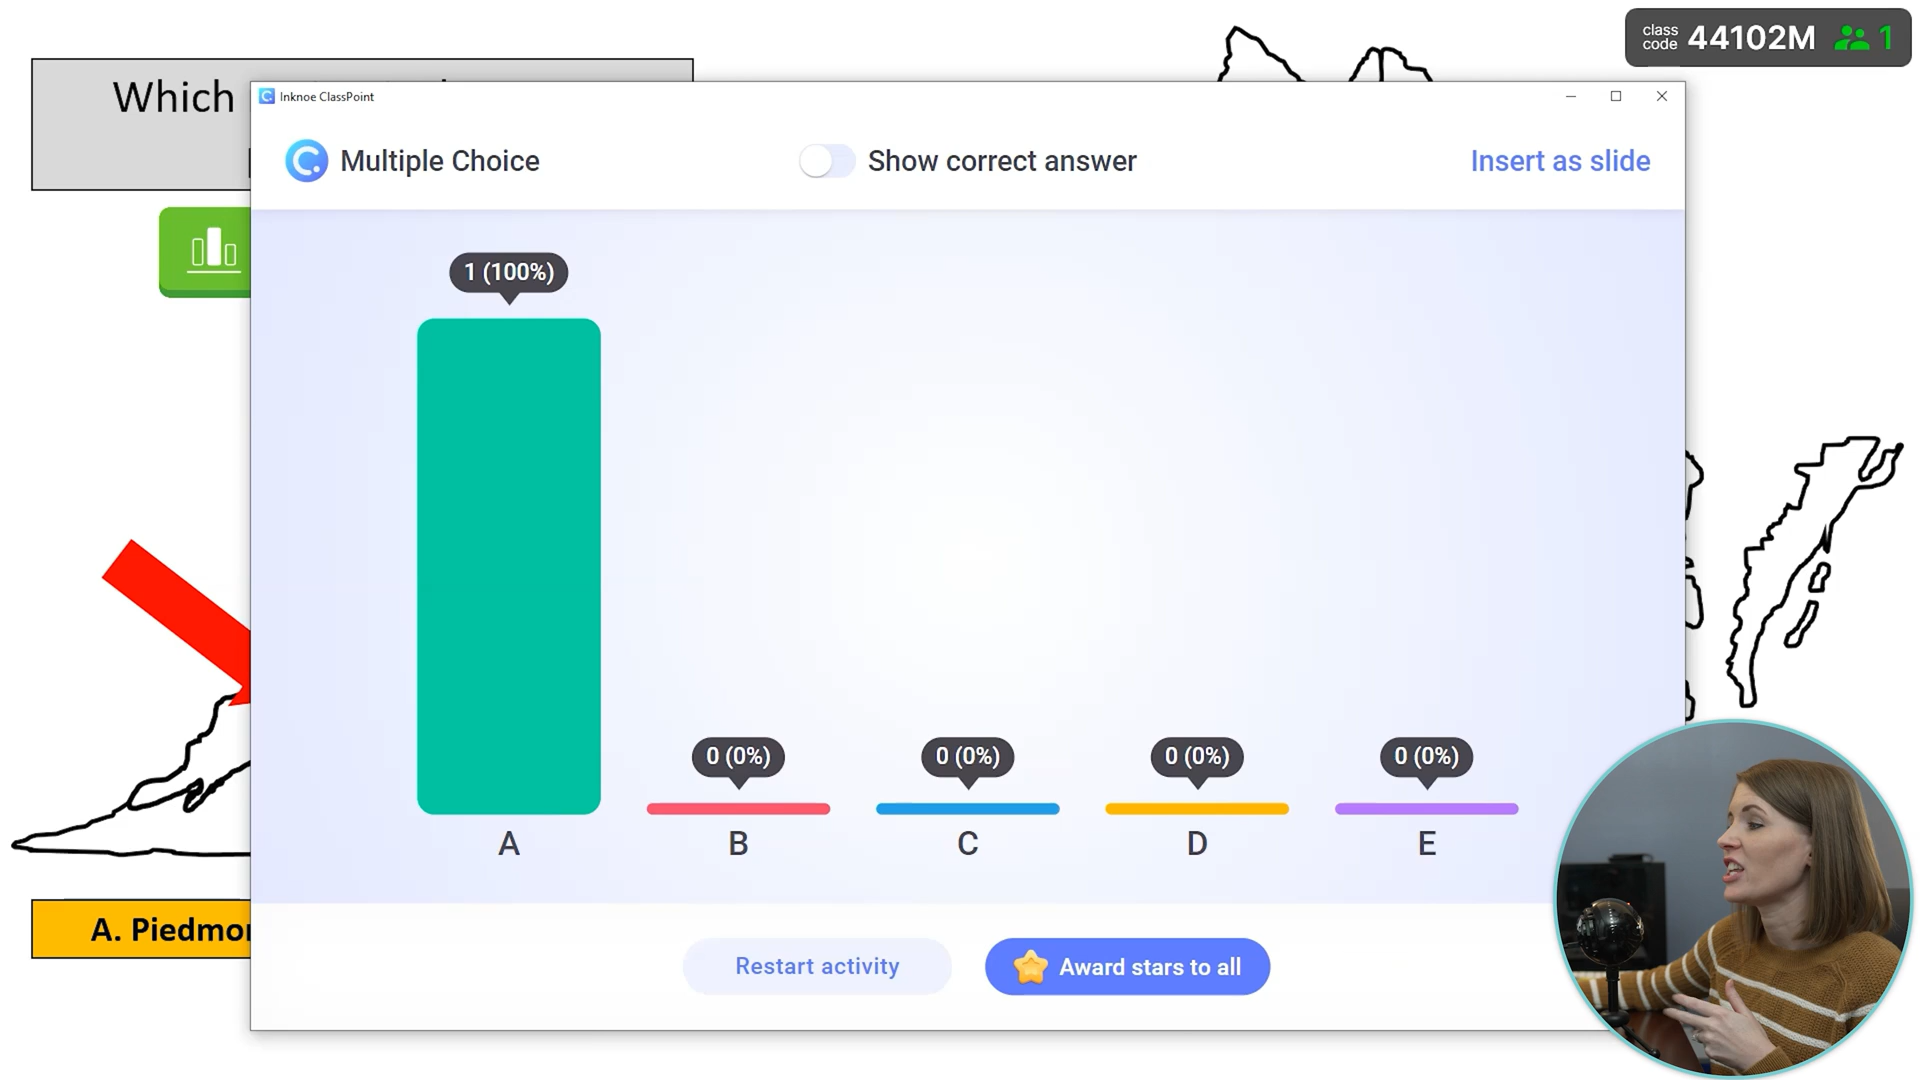 class
code 44102M 1
Which
Inknoe ClassPoint
Multiple Choice
Show correct answer
Insert as slide
1 (100%)
0 (0%)
0 (0%)
0 (0%)
0 (0%)
A
B
C
D
E
A. Piedmon
Restart activity
Award stars to all